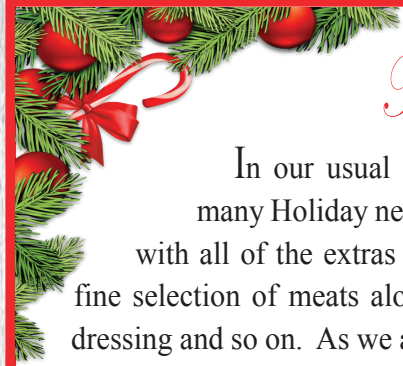 In our usual
many Holiday ne
with all of the extras
fine selection of meats alo
dressing and so on. As we a